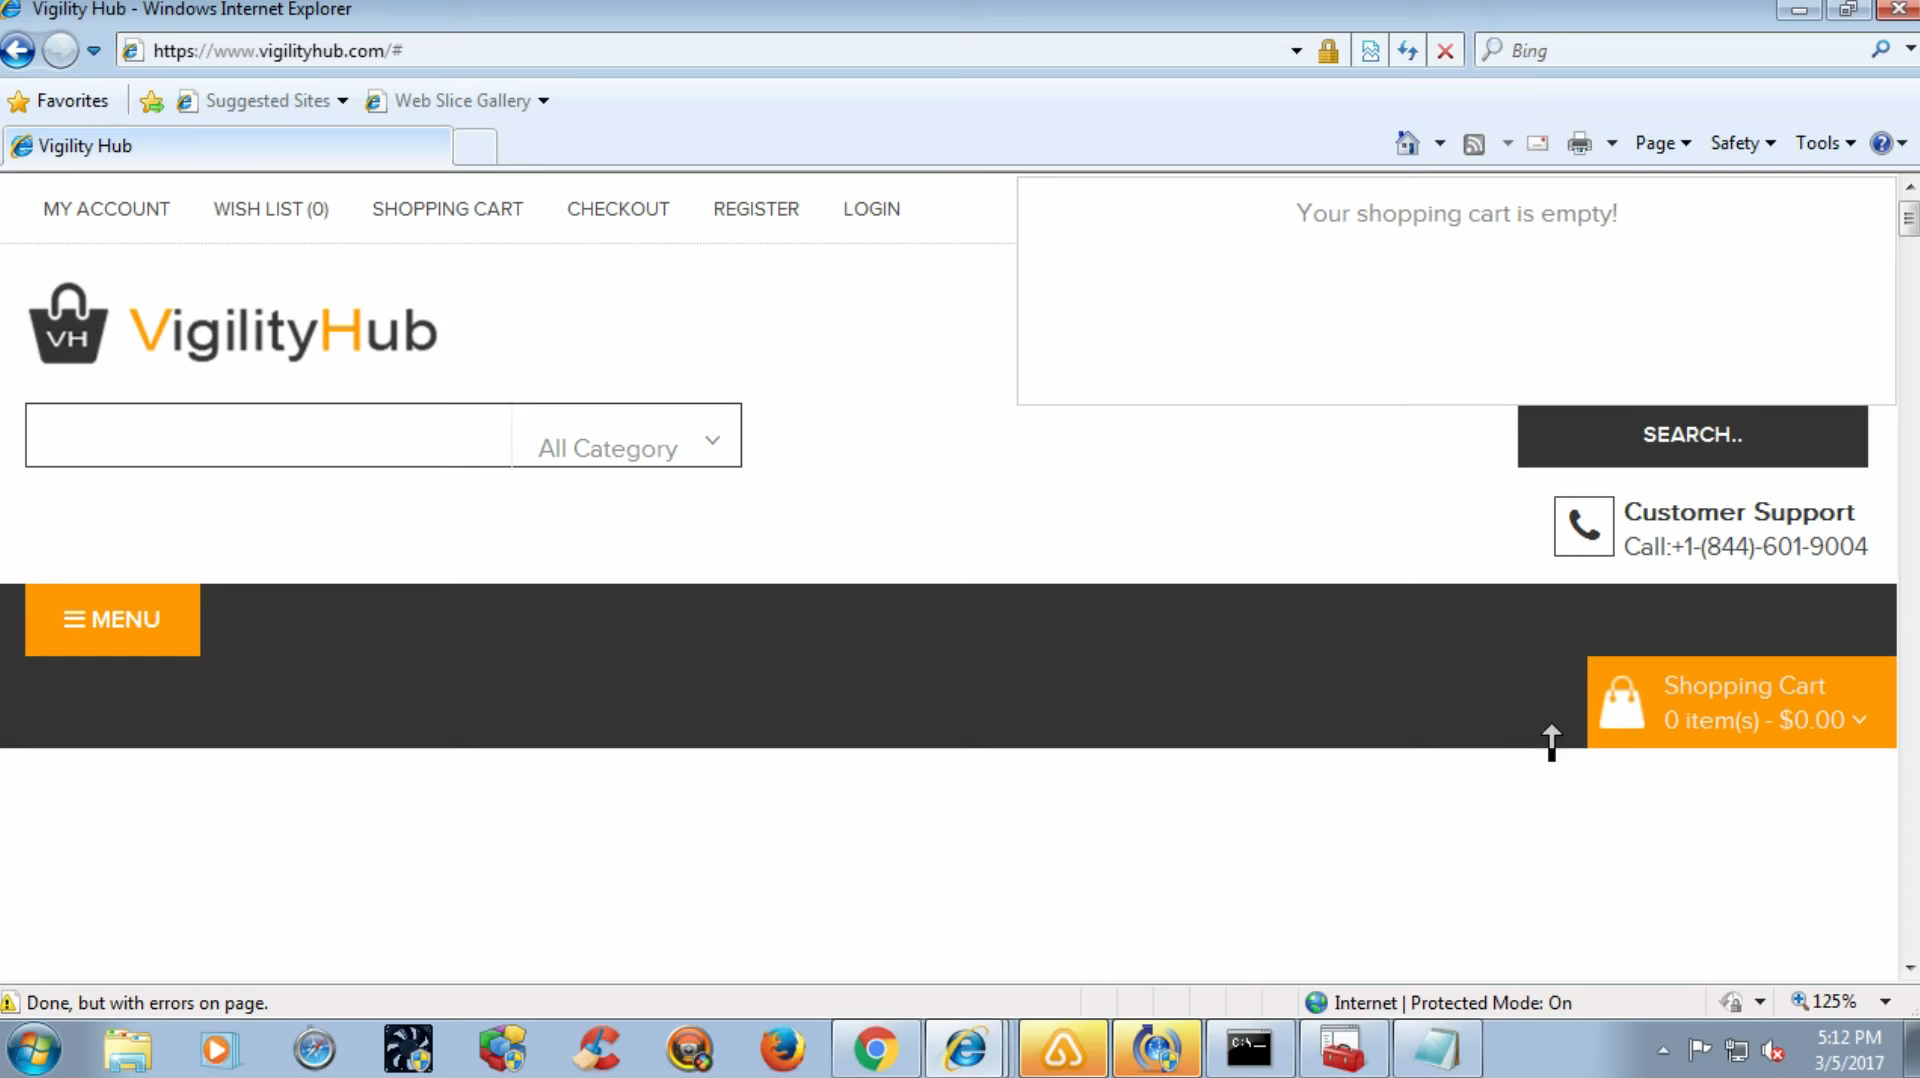 Vigility Hub - Windows Internet Explorer
https://www.vigilityhub.com/#
Bing
Favorites
Suggested Sites
Web Slice Gallery
Vigility Hub
Page
Safety
Tools
MY ACCOUNT
WISH LIST (0)
SHOPPING CART
CHECKOUT
REGISTER
LOGIN
Your shopping cart is empty!
VH
VigilityHub
All Category
SEARCH..
Customer Support
Call:+1-(844)-601-9004
MENU
Shopping Cart
0 item(s) - $0.00
Done, but with errors on page.
Internet | Protected Mode: On
125%
C:\_
5:12 PM
3/5/2017